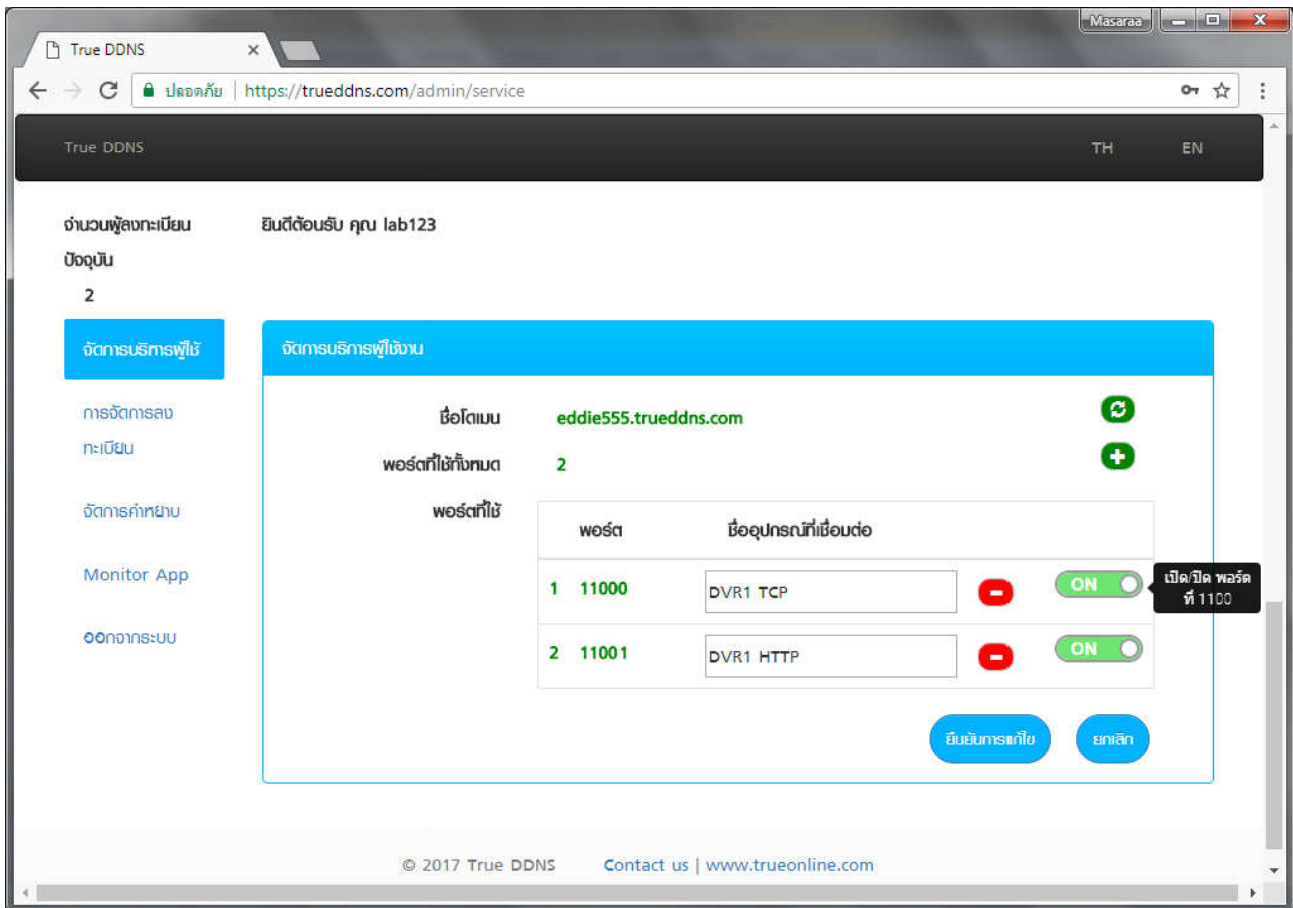 Masaraa
True DDNS
ปลอดภัย | https://trueddns.com/admin/service
True DDNS
TH
EN
จำนวนผู้ลงทะเบียน
ปัจจุบัน
2
ยินดีต้อนรับ คุณ lab123
จัดการบริการผู้ใช้
การจัดการลง
ทะเบียน
จัดการคำหยาบ
Monitor App
ออกจากระบบ
จัดการบริการผู้ใช้งาน
ชื่อโดเมน eddie555.trueddns.com
พอร์ตที่ใช้ทั้งหมด 2
พอร์ตที่ใช้
พอร์ต ชื่ออุปกรณ์ที่เชื่อมต่อ
1 11000 DVR1 TCP ON
เปิด/ปิด พอร์ต
ที่ 1100
2 11001 DVR1 HTTP ON
ยืนยันการแก้ไข ยกเลิก
© 2017 True DDNS Contact us | www.trueonline.com